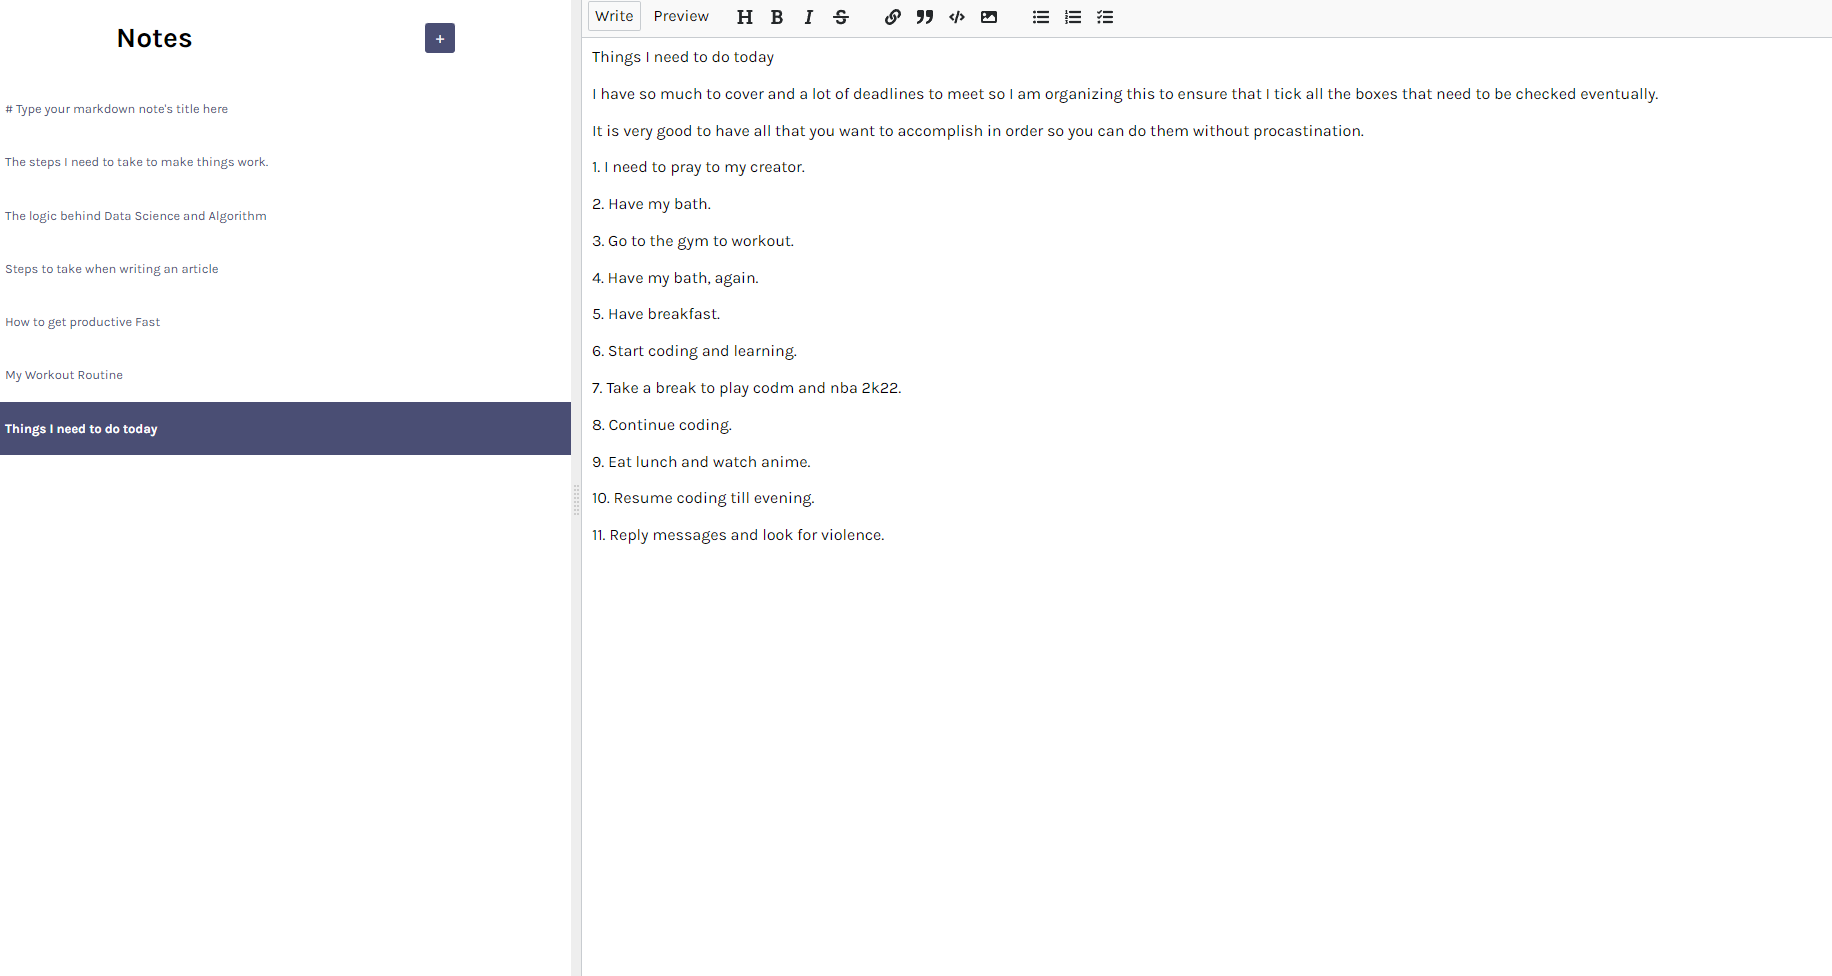 Notes
+
# Type your markdown note's title here
The steps I need to take to make things work.
The logic behind Data Science and Algorithm
Steps to take when writing an article
How to get productive Fast
My Workout Routine
Things I need to do today
Write Preview H B I S
Things I need to do today
I have so much to cover and a lot of deadlines to meet so I am organizing this to ensure that I tick all the boxes that need to be checked eventually.
It is very good to have all that you want to accomplish in order so you can do them without procastination.
1. I need to pray to my creator.
2. Have my bath.
3. Go to the gym to workout.
4. Have my bath, again.
5. Have breakfast.
6. Start coding and learning.
7. Take a break to play codm and nba 2k22.
8. Continue coding.
9. Eat lunch and watch anime.
10. Resume coding till evening.
11. Reply messages and look for violence.